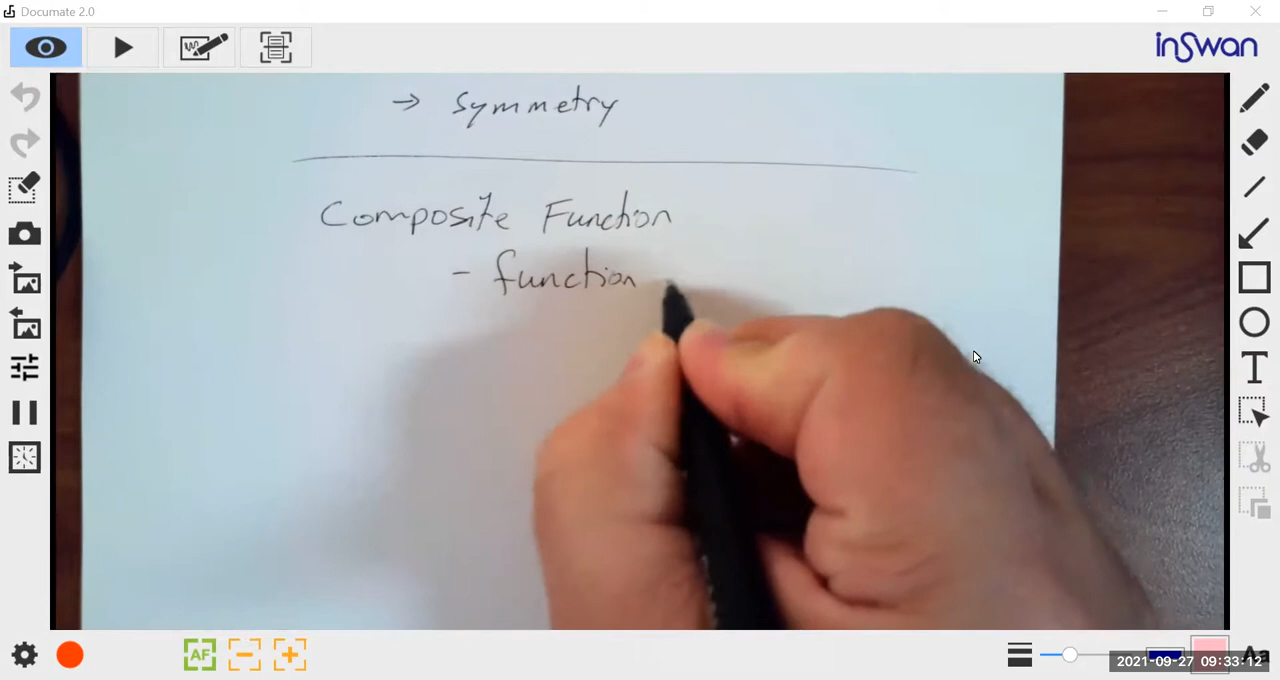 Documate 2.0
inswan
→ Symmetry
Composite Function
- function
T
AF
Aa
2021-09-27 09:33:12